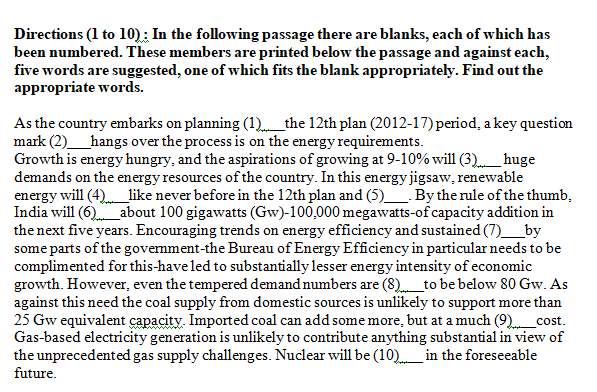 Directions (1 to 10) : In the following passage there are blanks, each of which has
been numbered. These members are printed below the passage and against each,
five words are suggested, one of which fits the blank appropriately. Find out the
appropriate words.
As the country embarks on planning (1)___the 12th plan (2012-17) period, a key question
mark (2)___hangs over the process is on the energy requirements.
Growth is energy hungry, and the aspirations of growing at 9-10% will (3)___ huge
demands on the energy resources of the country. In this energy jigsaw, renewable
energy will (4)___like never before in the 12th plan and (5)___. By the rule of the thumb,
India will (6)___about 100 gigawatts (Gw)-100,000 megawatts-of capacity addition in
the next five years. Encouraging trends on energy efficiency and sustained (7)___by
some parts of the government-the Bureau of Energy Efficiency in particular needs to be
complimented for this-have led to substantially lesser energy intensity of economic
growth. However, even the tempered demand numbers are (8)___to be below 80 Gw. As
against this need the coal supply from domestic sources is unlikely to support more than
25 Gw equivalent capacity. Imported coal can add some more, but at a much (9)___cost.
Gas-based electricity generation is unlikely to contribute anything substantial in view of
the unprecedented gas supply challenges. Nuclear will be (10)___ in the foreseeable
future.